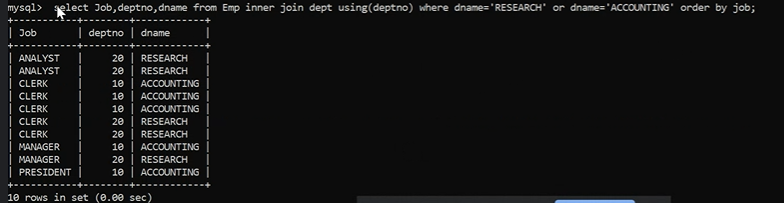 mysql> select Job,deptno,dname from Emp inner join dept using(deptno) where dname='RESEARCH' or dname='ACCOUNTING' order by job;
+-----------+--------+------------+
| Job       | deptno | dname      |
+-----------+--------+------------+
| ANALYST   |     20 | RESEARCH   |
| ANALYST   |     20 | RESEARCH   |
| CLERK     |     10 | ACCOUNTING |
| CLERK     |     10 | ACCOUNTING |
| CLERK     |     10 | ACCOUNTING |
| CLERK     |     20 | RESEARCH   |
| CLERK     |     20 | RESEARCH   |
| MANAGER   |     10 | ACCOUNTING |
| MANAGER   |     20 | RESEARCH   |
| PRESIDENT |     10 | ACCOUNTING |
+-----------+--------+------------+
10 rows in set (0.00 sec)